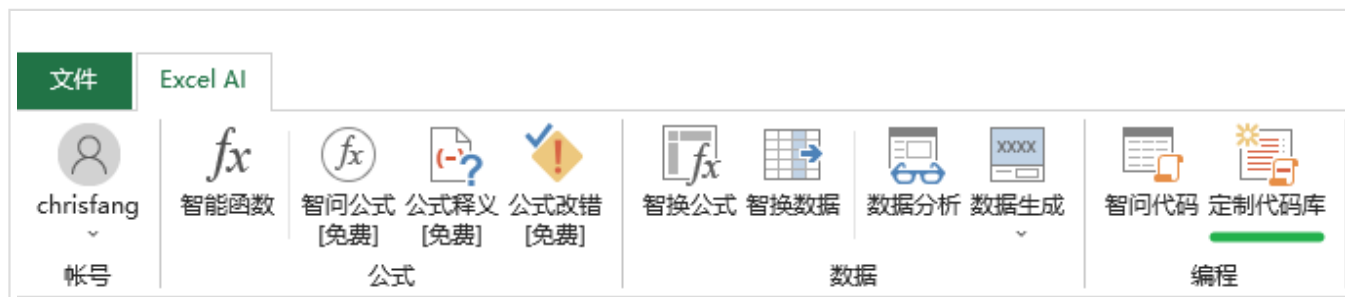 文件 Excel AI
fx fx fx XXXX
chrisfang 智能函数 智问公式 公式释义 公式改错 智换公式 智换数据 数据分析 数据生成 智问代码 定制代码库
[免费] [免费] [免费]
帐号 公式 数据 编程